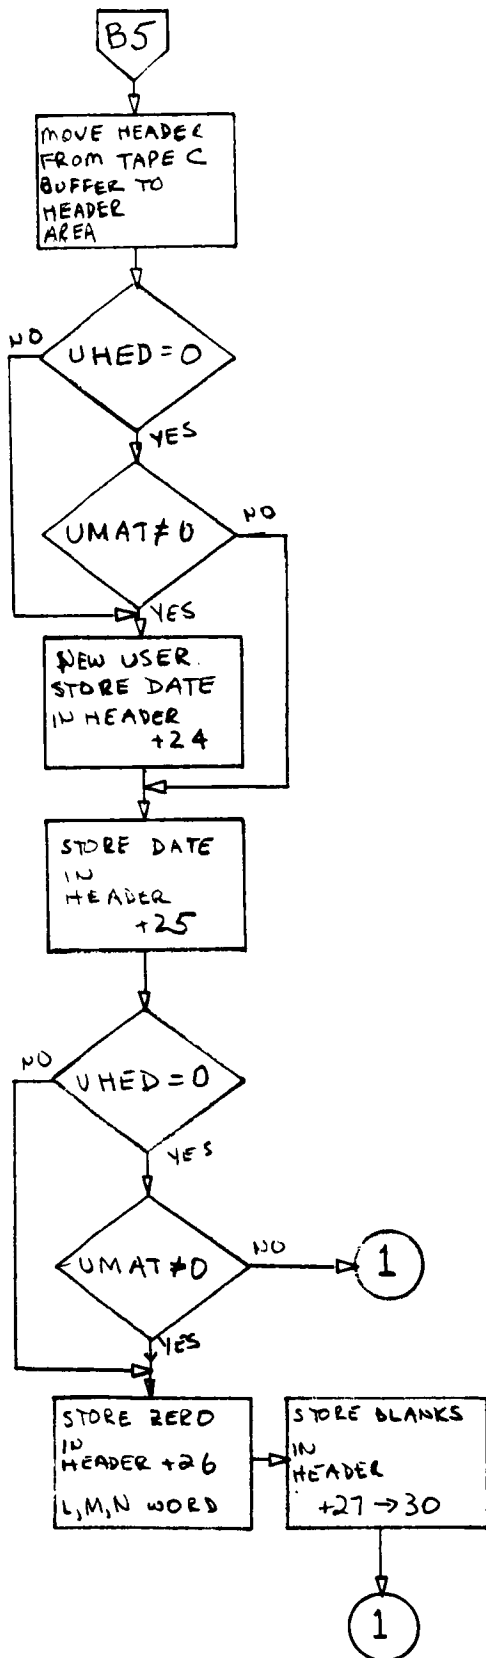 B5
MOVE HEADER
FROM TAPE C
BUFFER TO
HEADER
AREA
NO
UHED = 0
YES
UMAT ≠ 0
NO
YES
NEW USER.
STORE DATE
IN HEADER
+24
STORE DATE
IN
HEADER
+25
NO
UHED = 0
YES
UMAT ≠ 0
NO
1
YES
STORE ZERO
IN
HEADER +26
L,M,N WORD
STORE BLANKS
IN
HEADER
+27 → 30
1